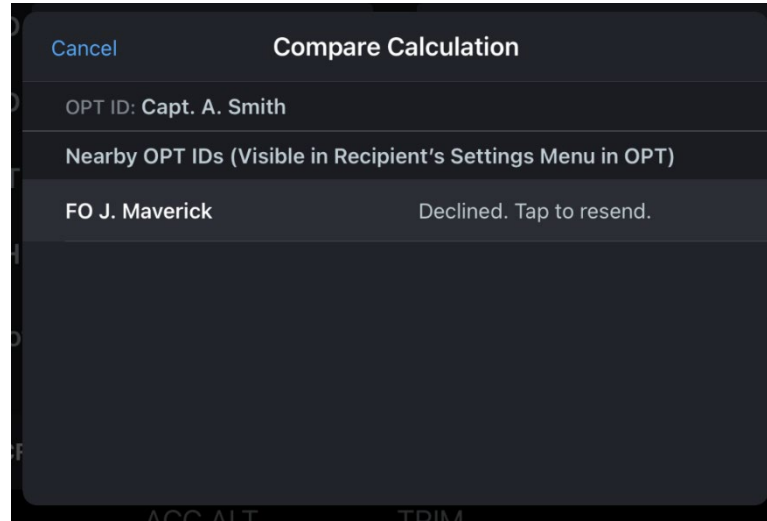 Cancel
Compare Calculation
OPT ID: Capt. A. Smith
Nearby OPT IDs (Visible in Recipient's Settings Menu in OPT)
FO J. Maverick
Declined. Tap to resend.
ACC ALT
TRIM